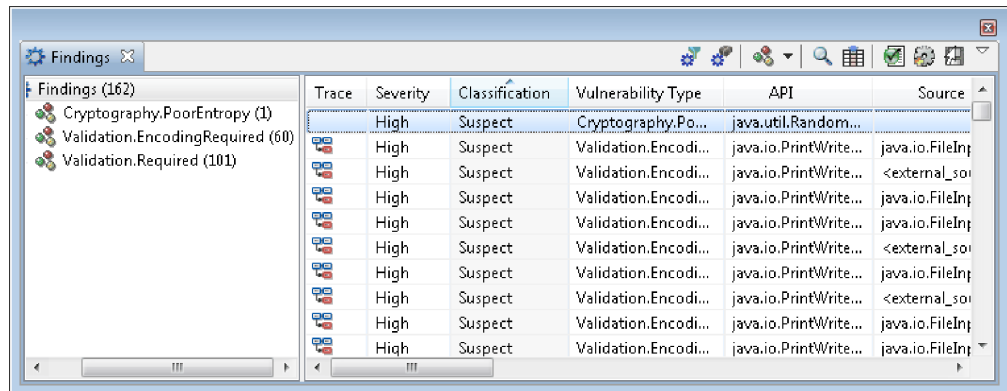 Findings
Findings (162)
Cryptography.PoorEntropy (1)
Validation.EncodingRequired (60)
Validation.Required (101)
Trace Severity Classification Vulnerability Type API Source
High Suspect Cryptography.Po... java.util.Random...
High Suspect Validation.Encodi... java.io.PrintWrite... java.io.FileInp
High Suspect Validation.Encodi... java.io.PrintWrite... <external_sou
High Suspect Validation.Encodi... java.io.PrintWrite... java.io.FileInp
High Suspect Validation.Encodi... java.io.PrintWrite... java.io.FileInp
High Suspect Validation.Encodi... java.io.PrintWrite... <external_sou
High Suspect Validation.Encodi... java.io.PrintWrite... java.io.FileInp
High Suspect Validation.Encodi... java.io.PrintWrite... <external_sou
High Suspect Validation.Encodi... java.io.PrintWrite... java.io.FileInp
High Suspect Validation.Encodi... java.io.PrintWrite... java.io.FileInp